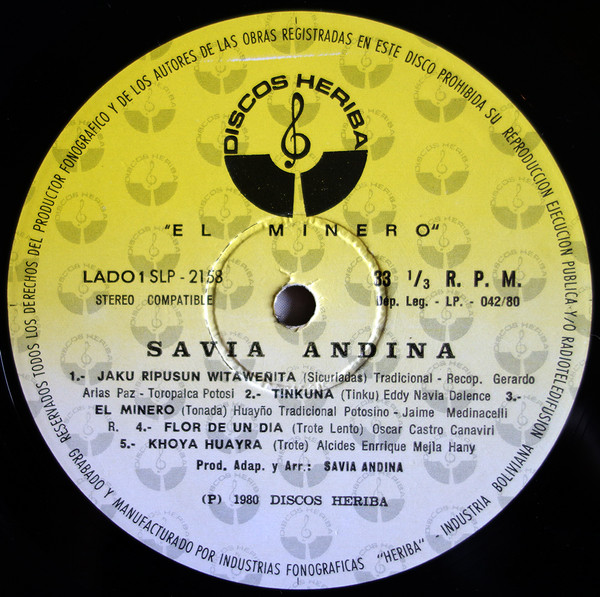 RESERVADOS TODOS LOS DERECHOS DEL PRODUCTOR FONOGRAFICO Y DE LOS AUTORES DE LAS OBRAS REGISTRADAS EN ESTE DISCO PROHIBIDA SU REPRODUCCION EJECUCION PUBLICA Y/O RADIOTELEDIFUSION
DISCOS HERIBA
"EL MINERO"
LADO 1 SLP - 2158
STEREO COMPATIBLE
33 1/3 R. P. M.
Dep. Leg. - LP. - 042/80
SAVIA ANDINA
1.- JAKU RIPUSUN WITAWEÑITA (Sicuriadas) Tradicional - Recop. Gerardo
Arias Paz - Toropalca Potosi 2.- TINKUNA (Tinku) Eddy Navia Dalence 3.-
EL MINERO (Tonada) Huayño Tradicional Potosino - Jaime Medinacelli
R. 4.- FLOR DE UN DIA (Trote Lento) Oscar Castro Canaviri
5.- KHOYA HUAYRA (Trote) Alcides Enrrique Mejla Hany
Prod. Adap. y Arr.: SAVIA ANDINA
(P) 1980 DISCOS HERIBA
GRABADO Y MANUFACTURADO POR INDUSTRIAS FONOGRAFICAS "HERIBA" - INDUSTRIA BOLIVIANA